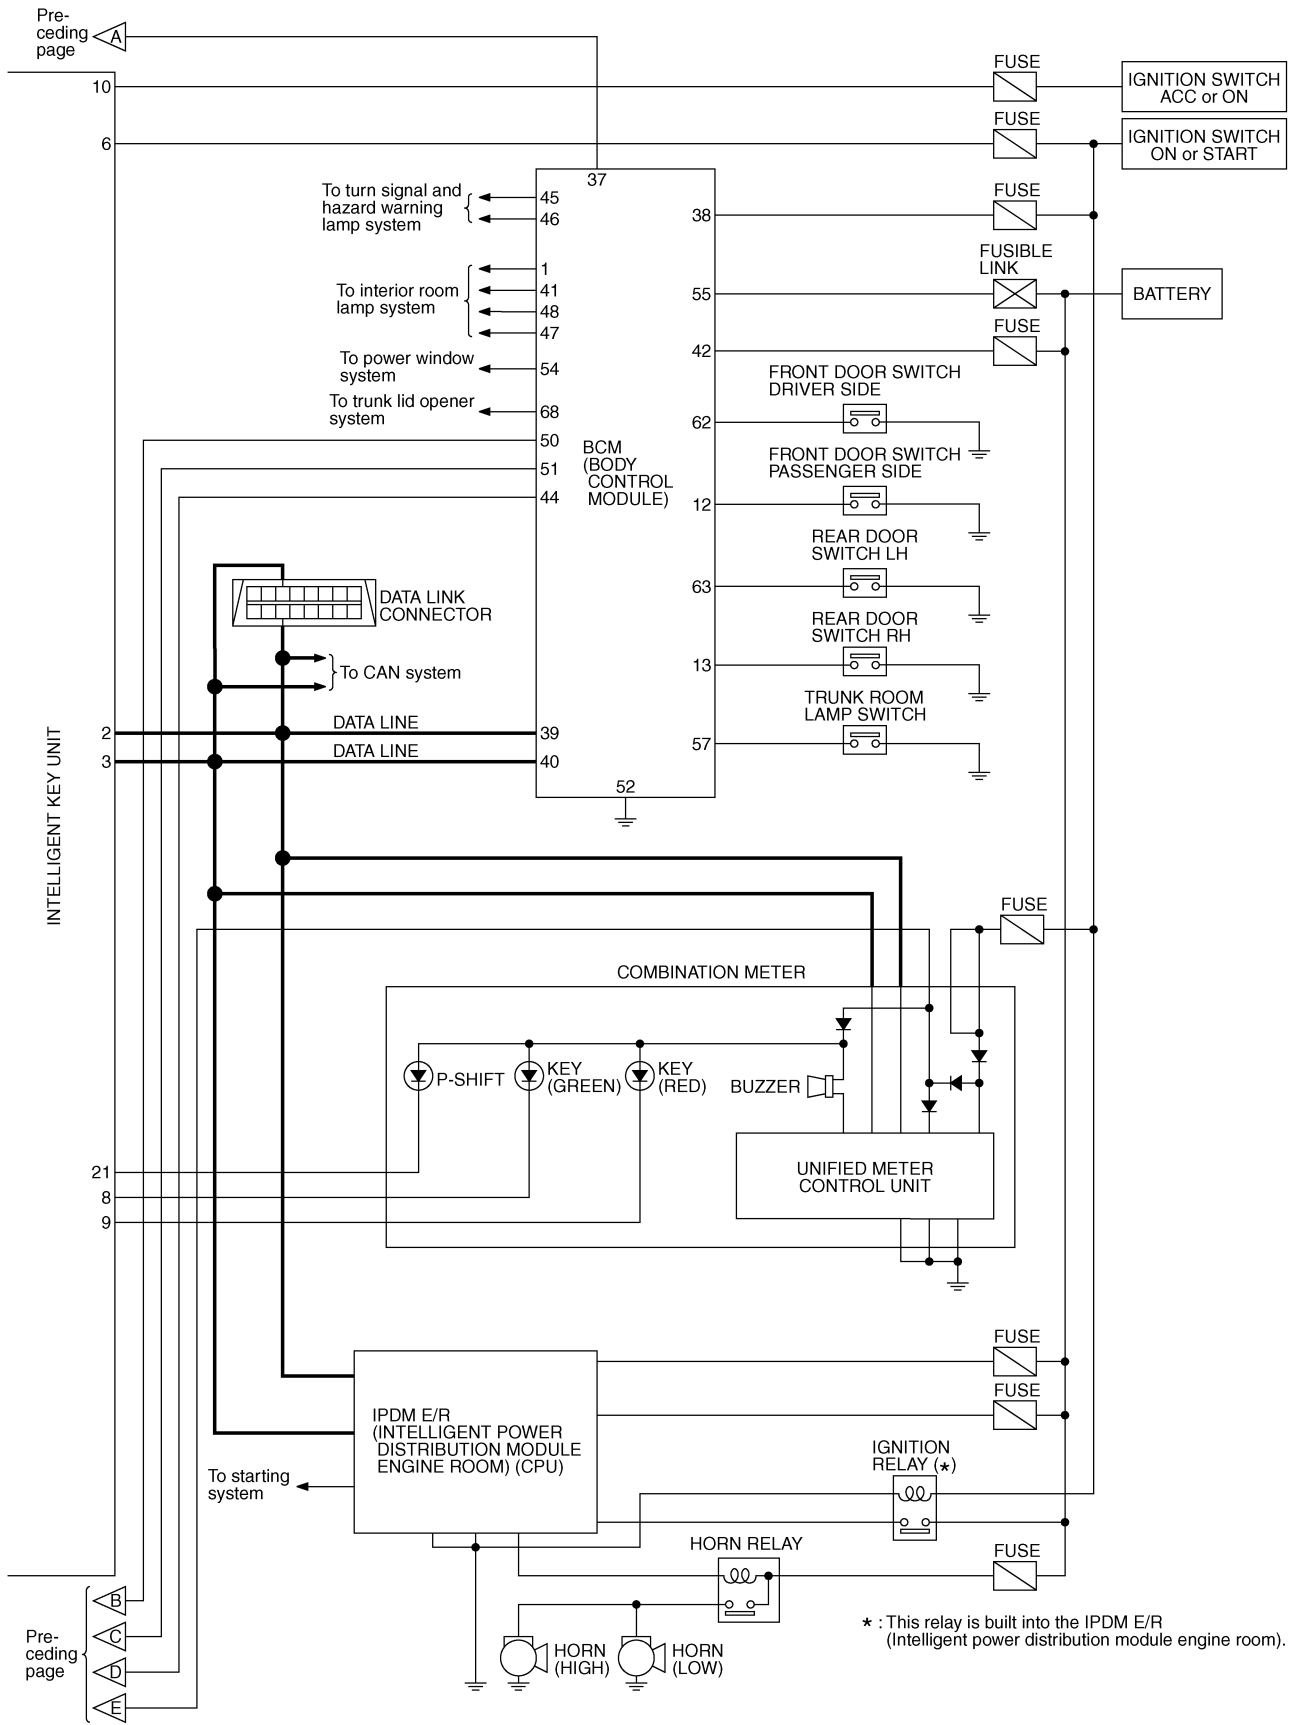 Pre-
ceding
page
A
10
FUSE
IGNITION SWITCH
ACC or ON
6
FUSE
IGNITION SWITCH
ON or START
37
To turn signal and
hazard warning
lamp system
45
46
38
FUSE
To interior room
lamp system
1
41
48
47
55
FUSIBLE
LINK
BATTERY
42
FUSE
To power window
system
54
To trunk lid opener
system
68
50
51
44
BCM
(BODY
CONTROL
MODULE)
62
FRONT DOOR SWITCH
DRIVER SIDE
12
FRONT DOOR SWITCH
PASSENGER SIDE
63
REAR DOOR
SWITCH LH
13
REAR DOOR
SWITCH RH
57
TRUNK ROOM
LAMP SWITCH
DATA LINK
CONNECTOR
To CAN system
2
DATA LINE
39
3
DATA LINE
40
52
INTELLIGENT KEY UNIT
FUSE
COMBINATION METER
P-SHIFT
KEY
(GREEN)
KEY
(RED)
BUZZER
UNIFIED METER
CONTROL UNIT
21
8
9
IPDM E/R
(INTELLIGENT POWER
DISTRIBUTION MODULE
ENGINE ROOM) (CPU)
To starting
system
FUSE
FUSE
IGNITION
RELAY (*)
HORN RELAY
FUSE
HORN
(HIGH)
HORN
(LOW)
* : This relay is built into the IPDM E/R
(Intelligent power distribution module engine room).
Pre-
ceding
page
B
C
D
E